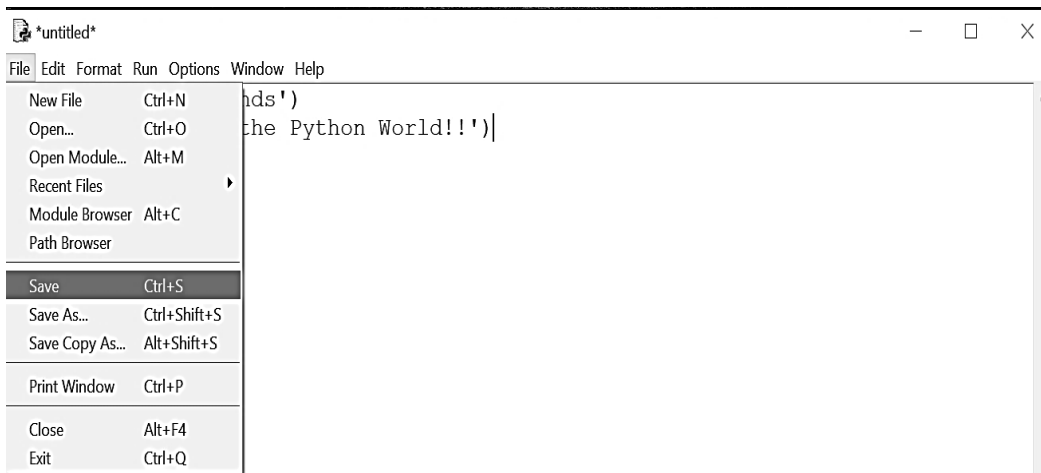 *untitled*
File Edit Format Run Options Window Help
New File Ctrl+N
Open... Ctrl+O
Open Module... Alt+M
Recent Files
Module Browser Alt+C
Path Browser
Save Ctrl+S
Save As... Ctrl+Shift+S
Save Copy As... Alt+Shift+S
Print Window Ctrl+P
Close Alt+F4
Exit Ctrl+Q
nds')
the Python World!!')